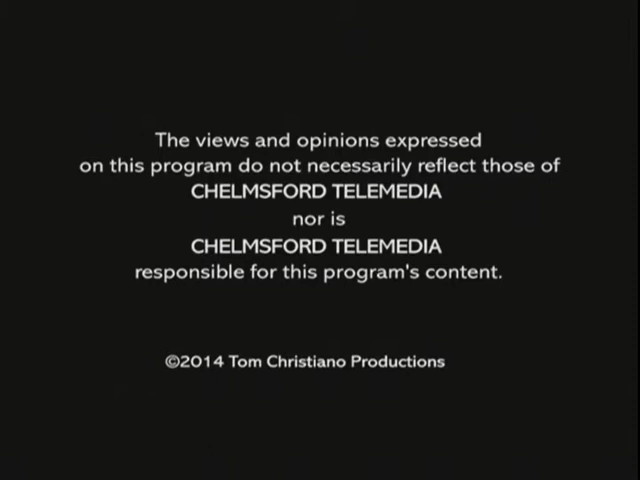 The views and opinions expressed
on this program do not necessarily reflect those of
CHELMSFORD TELEMEDIA
nor is
CHELMSFORD TELEMEDIA
responsible for this program's content.
©2014 Tom Christiano Productions